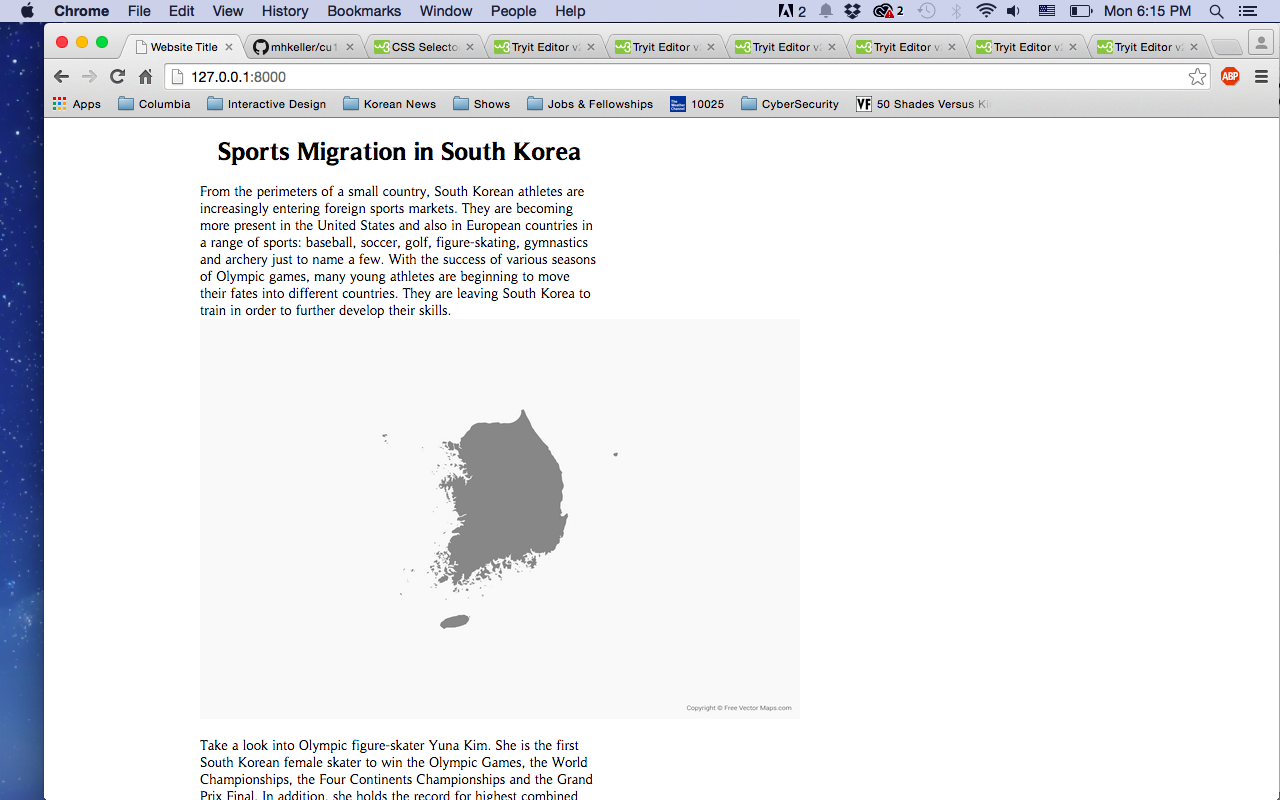 Chrome File Edit View History Bookmarks Window People Help 2 2 Mon 6:15 PM
Website Title mhkeller/cu1 CSS Selecto Tryit Editor v Tryit Editor v Tryit Editor v Tryit Editor v Tryit Editor v Tryit Editor v
127.0.0.1:8000 ABP
Apps Columbia Interactive Design Korean News Shows Jobs & Fellowships 10025 CyberSecurity VF 50 Shades Versus Ki
Sports Migration in South Korea
From the perimeters of a small country, South Korean athletes are
increasingly entering foreign sports markets. They are becoming
more present in the United States and also in European countries in
a range of sports: baseball, soccer, golf, figure-skating, gymnastics
and archery just to name a few. With the success of various seasons
of Olympic games, many young athletes are beginning to move
their fates into different countries. They are leaving South Korea to
train in order to further develop their skills.
Copyright © Free Vector Maps.com
Take a look into Olympic figure-skater Yuna Kim. She is the first
South Korean female skater to win the Olympic Games, the World
Championships, the Four Continents Championships and the Grand
Prix Final. In addition, she holds the record for highest combined